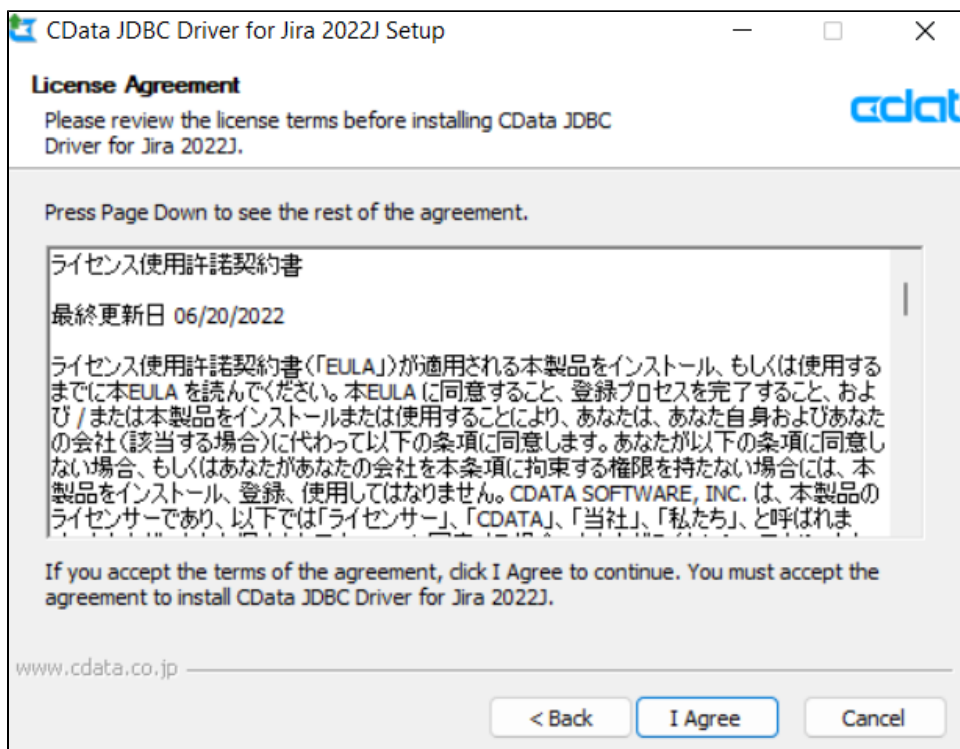 CData JDBC Driver for Jira 2022J Setup
License Agreement
Please review the license terms before installing CData JDBC
Driver for Jira 2022J.
cdat
Press Page Down to see the rest of the agreement.
ライセンス使用許諾契約書
最終更新日 06/20/2022
ライセンス使用許諾契約書(「EULA」)が適用される本製品をインストール、もしくは使用する
までに本EULA を読んでください。本EULA に同意すること、登録プロセスを完了すること、およ
び / または本製品をインストールまたは使用することにより、あなたは、あなた自身およびあなた
の会社(該当する場合)に代わって以下の条項に同意します。あなたが以下の条項に同意し
ない場合、もしくはあなたがあなたの会社を本条項に拘束する権限を持たない場合には、本
製品をインストール、登録、使用してはなりません。CDATA SOFTWARE, INC. は、本製品の
ライセンサーであり、以下では「ライセンサー」、「CDATA」、「当社」、「私たち」、と呼ばれま
If you accept the terms of the agreement, click I Agree to continue. You must accept the
agreement to install CData JDBC Driver for Jira 2022J.
www.cdata.co.jp
< Back
I Agree
Cancel